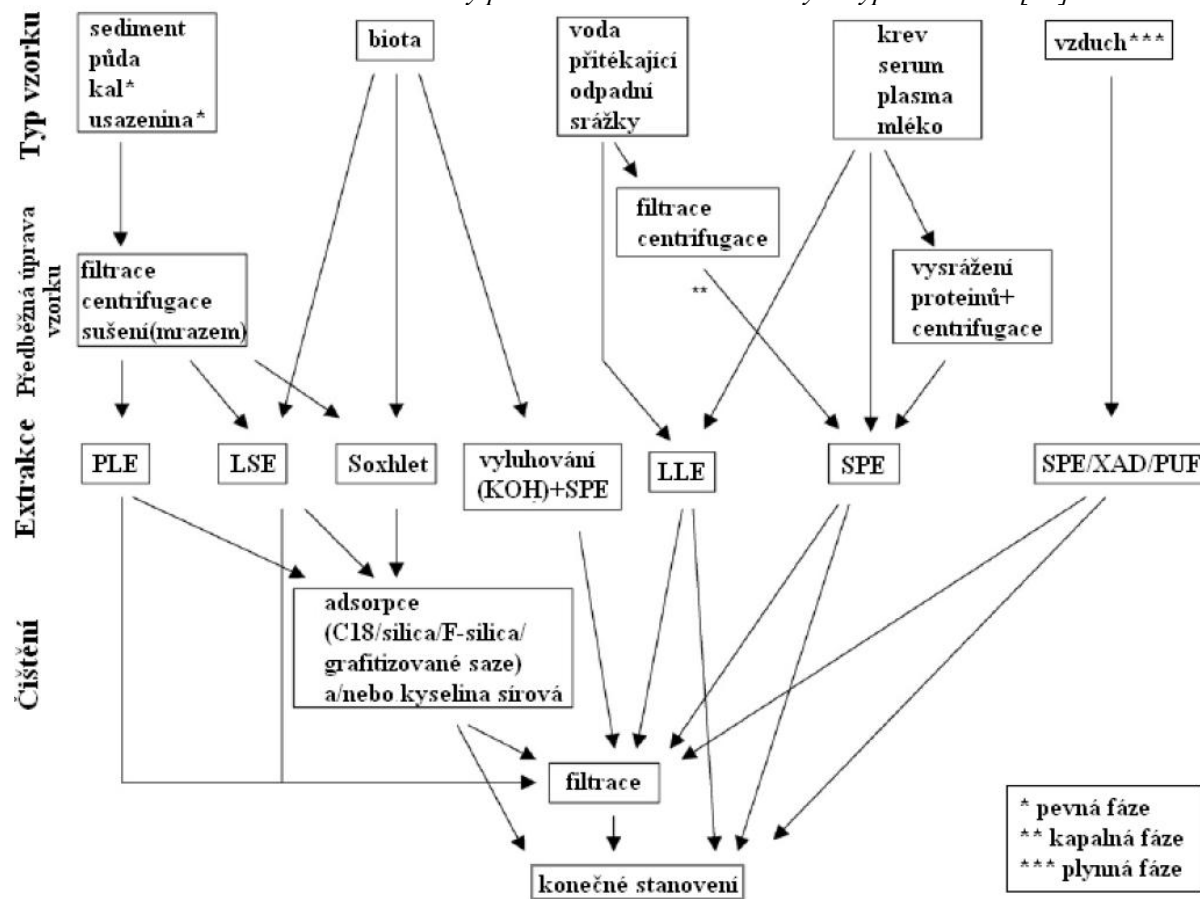 Typ vzorku
sediment
půda
kal*
usazenina*
biota
voda
přitékající
odpadní
srážky
krev
serum
plasma
mléko
vzduch***
Předběžná úprava
vzorku
filtrace
centrifugace
sušení(mrazem)
filtrace
centrifugace
**
vysrážení
proteinů+
centrifugace
Extrakce
PLE
LSE
Soxhlet
vyluhování
(KOH)+SPE
LLE
SPE
SPE/XAD/PUF
Čištění
adsorpce
(C18/silica/F-silica/
grafitizované saze)
a/nebo kyselina sírová
filtrace
konečné stanovení
* pevná fáze
** kapalná fáze
*** plynná fáze